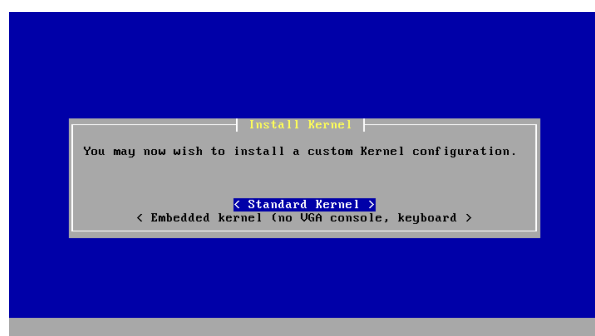 Install Kernel
You may now wish to install a custom Kernel configuration.
< Standard Kernel >
< Embedded kernel (no VGA console, keyboard >